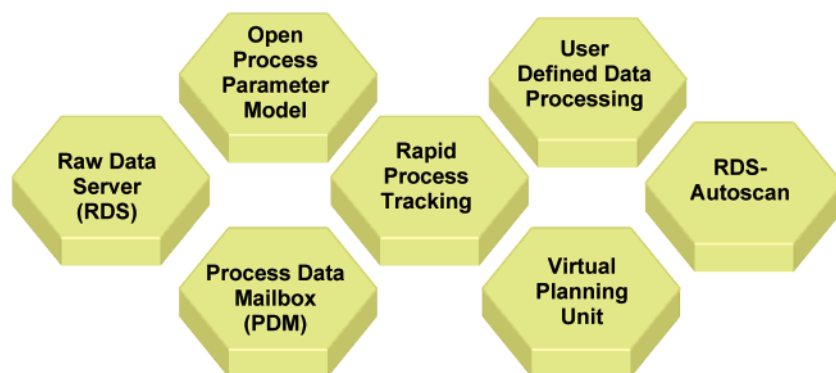 Open
Process
Parameter
Model
User
Defined Data
Processing
Raw Data
Server
(RDS)
Rapid
Process
Tracking
RDS-
Autoscan
Process Data
Mailbox
(PDM)
Virtual
Planning
Unit